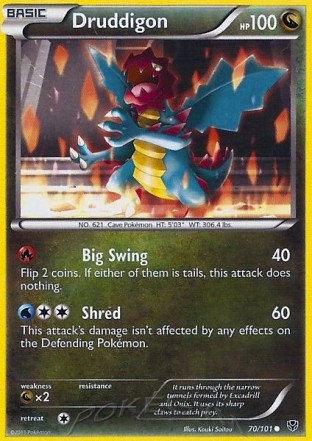 BASIC
Druddigon HP100
NO. 621 Cave Pokémon HT: 5'03" WT: 306.4 lbs.
Big Swing 40
Flip 2 coins. If either of them is tails, this attack does
nothing.
Shred 60
This attack's damage isn't affected by any effects on
the Defending Pokémon.
weakness resistance
×2
retreat
It runs through the narrow
tunnels formed by Excadrill
and Onix. It uses its sharp
claws to catch prey.
Illus. Kouki Saitou
70/101